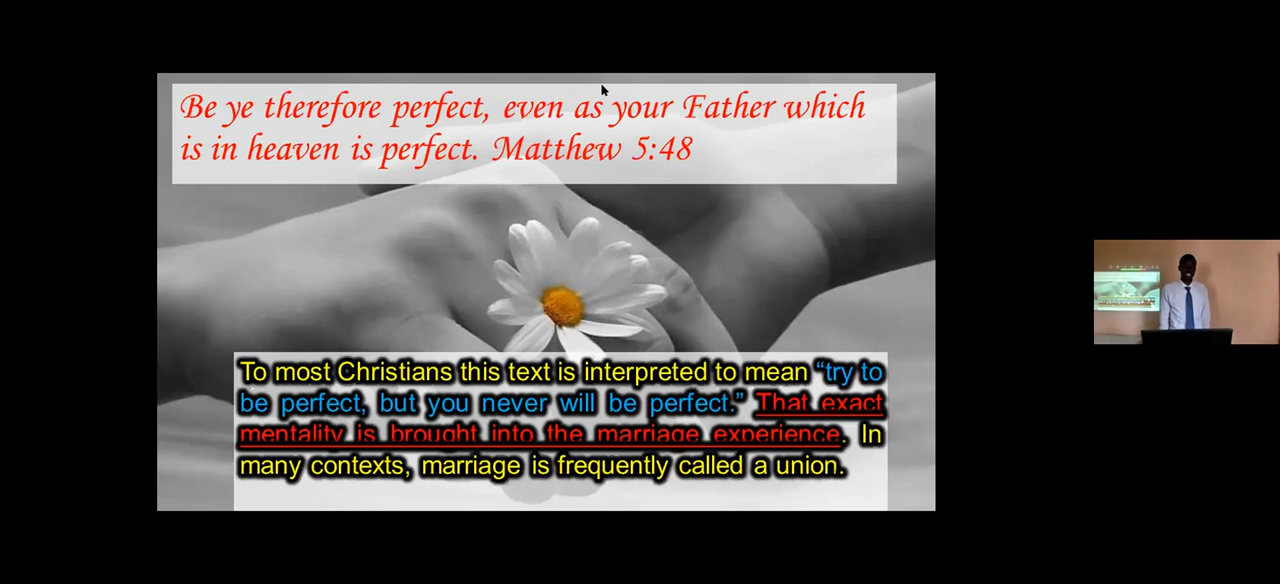 Be ye therefore perfect, even as your Father which
is in heaven is perfect. Matthew 5:48
To most Christians this text is interpreted to mean “try to
be perfect, but you never will be perfect.” That exact
mentality is brought into the marriage experience. In
many contexts, marriage is frequently called a union.